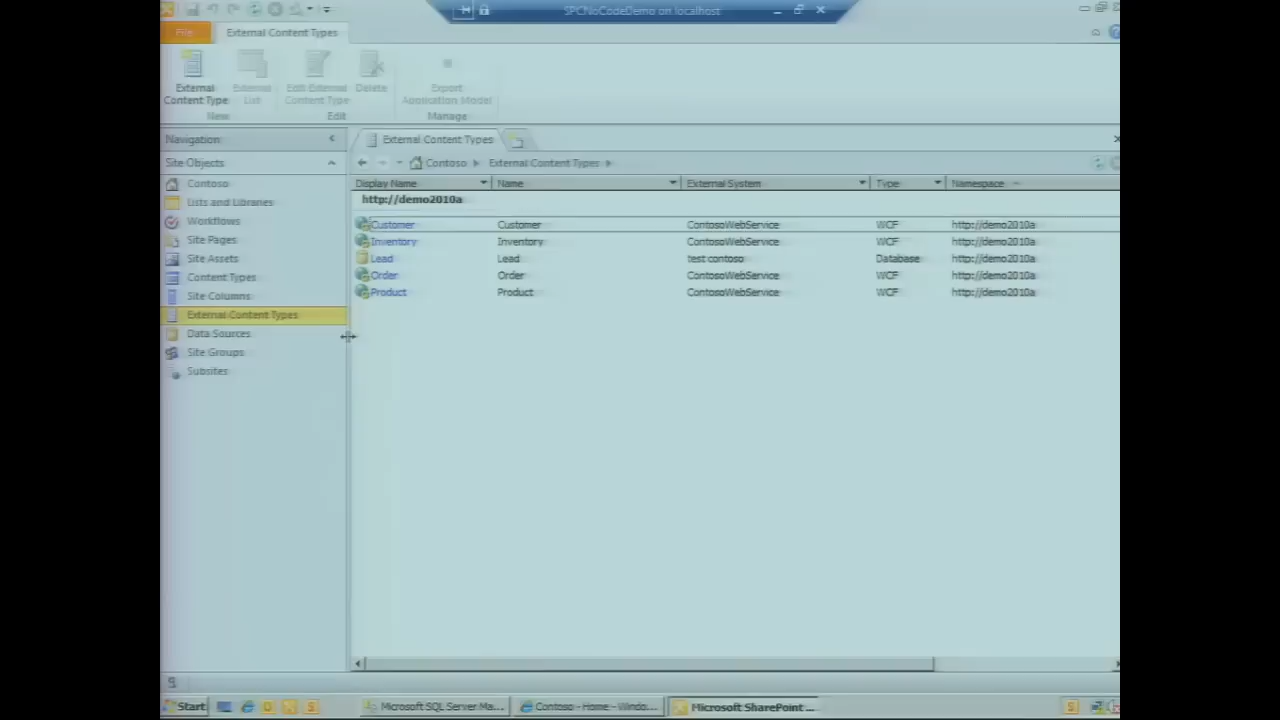 SPCNoCodeDemo on localhost
File External Content Types
External Content Type
External List
Edit External Content Type
Delete
Export Application Model
New Edit Manage
Navigation
External Content Types
Site Objects
Contoso External Content Types
Contoso
Lists and Libraries
Workflows
Site Pages
Site Assets
Content Types
Site Columns
External Content Types
Data Sources
Site Groups
Subsites
Display Name Name External System Type Namespace
http://demo2010a
Customer Customer ContosoWebService WCF http://demo2010a
Inventory Inventory ContosoWebService WCF http://demo2010a
Lead Lead test contoso Database http://demo2010a
Order Order ContosoWebService WCF http://demo2010a
Product Product ContosoWebService WCF http://demo2010a
Start Microsoft SQL Server Ma... Contoso - Home - Windo... Microsoft SharePoint ...